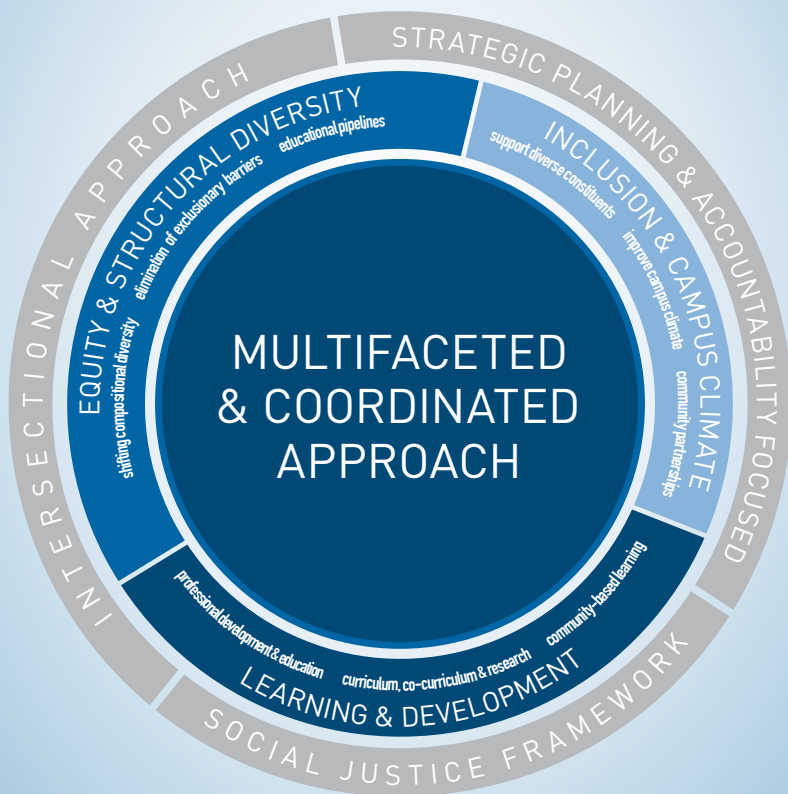 INTERSECTIONAL APPROACH
STRATEGIC PLANNING & ACCOUNTABILITY FOCUSED
SOCIAL JUSTICE FRAMEWORK
EQUITY & STRUCTURAL DIVERSITY
shifting compositional diversity
elimination of exclusionary barriers
educational pipelines
INCLUSION & CAMPUS CLIMATE
support diverse constituents
improve campus climate
community partnerships
professional development & education
curriculum, co-curriculum & research
community-based learning
LEARNING & DEVELOPMENT
MULTIFACETED
& COORDINATED
APPROACH